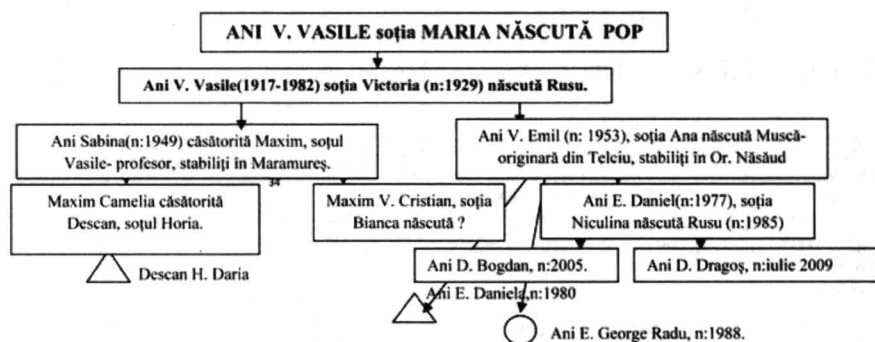 ANI V. VASILE soția MARIA NĂSCUTĂ POP
Ani V. Vasile(1917-1982) soția Victoria (n:1929) născută Rusu.
Ani Sabina(n:1949) căsătorită Maxim, soțul
Vasile- profesor, stabiliți în Maramureș.
Ani V. Emil (n: 1953), soția Ana născută Muscă-
originară din Telciu, stabiliți în Or. Năsăud
34
Maxim Camelia căsătorită
Descan, soțul Horia.
Maxim V. Cristian, soția
Bianca născută ?
Ani E. Daniel(n:1977), soția
Niculina născută Rusu (n:1985)
Descan H. Daria
Ani D. Bogdan, n:2005.
Ani D. Dragoș, n:iulie 2009
Ani E. Daniela,n:1980
Ani E. George Radu, n:1988.